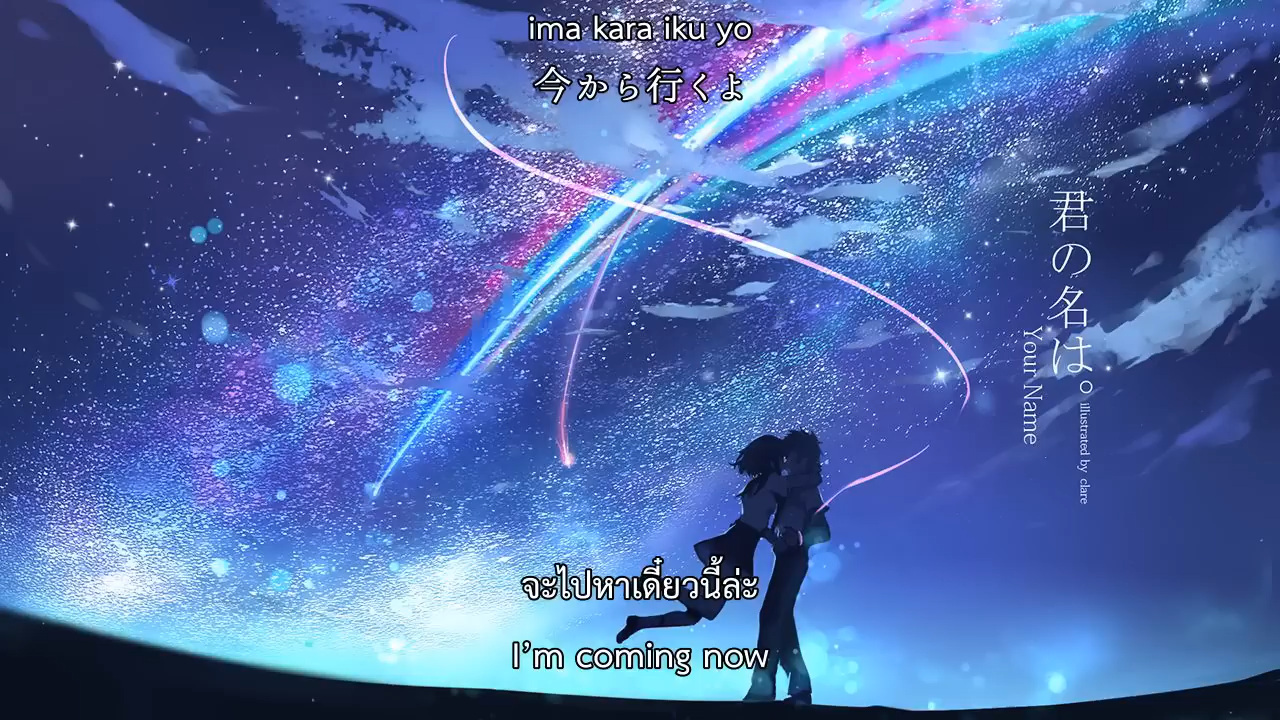 ima kara iku yo
今から行くよ
君の名は。
Your Name
illustrated by clare
จะไปหาเดี๋ยวนี้ล่ะ
I'm coming now